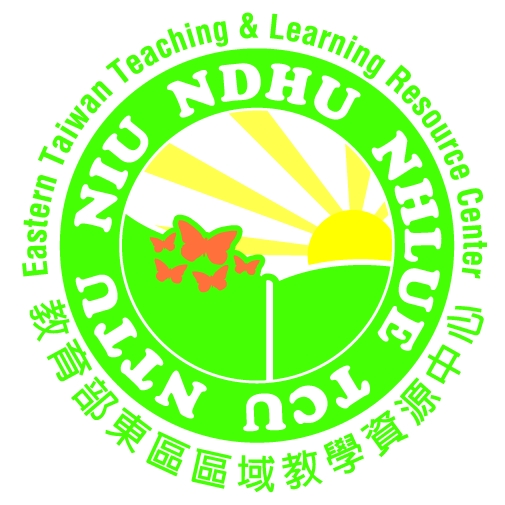 Eastern Taiwan Teaching & Learning Resource Center
NTTU NIU NDHU NHLUE TCU
教育部東區區域教學資源中心